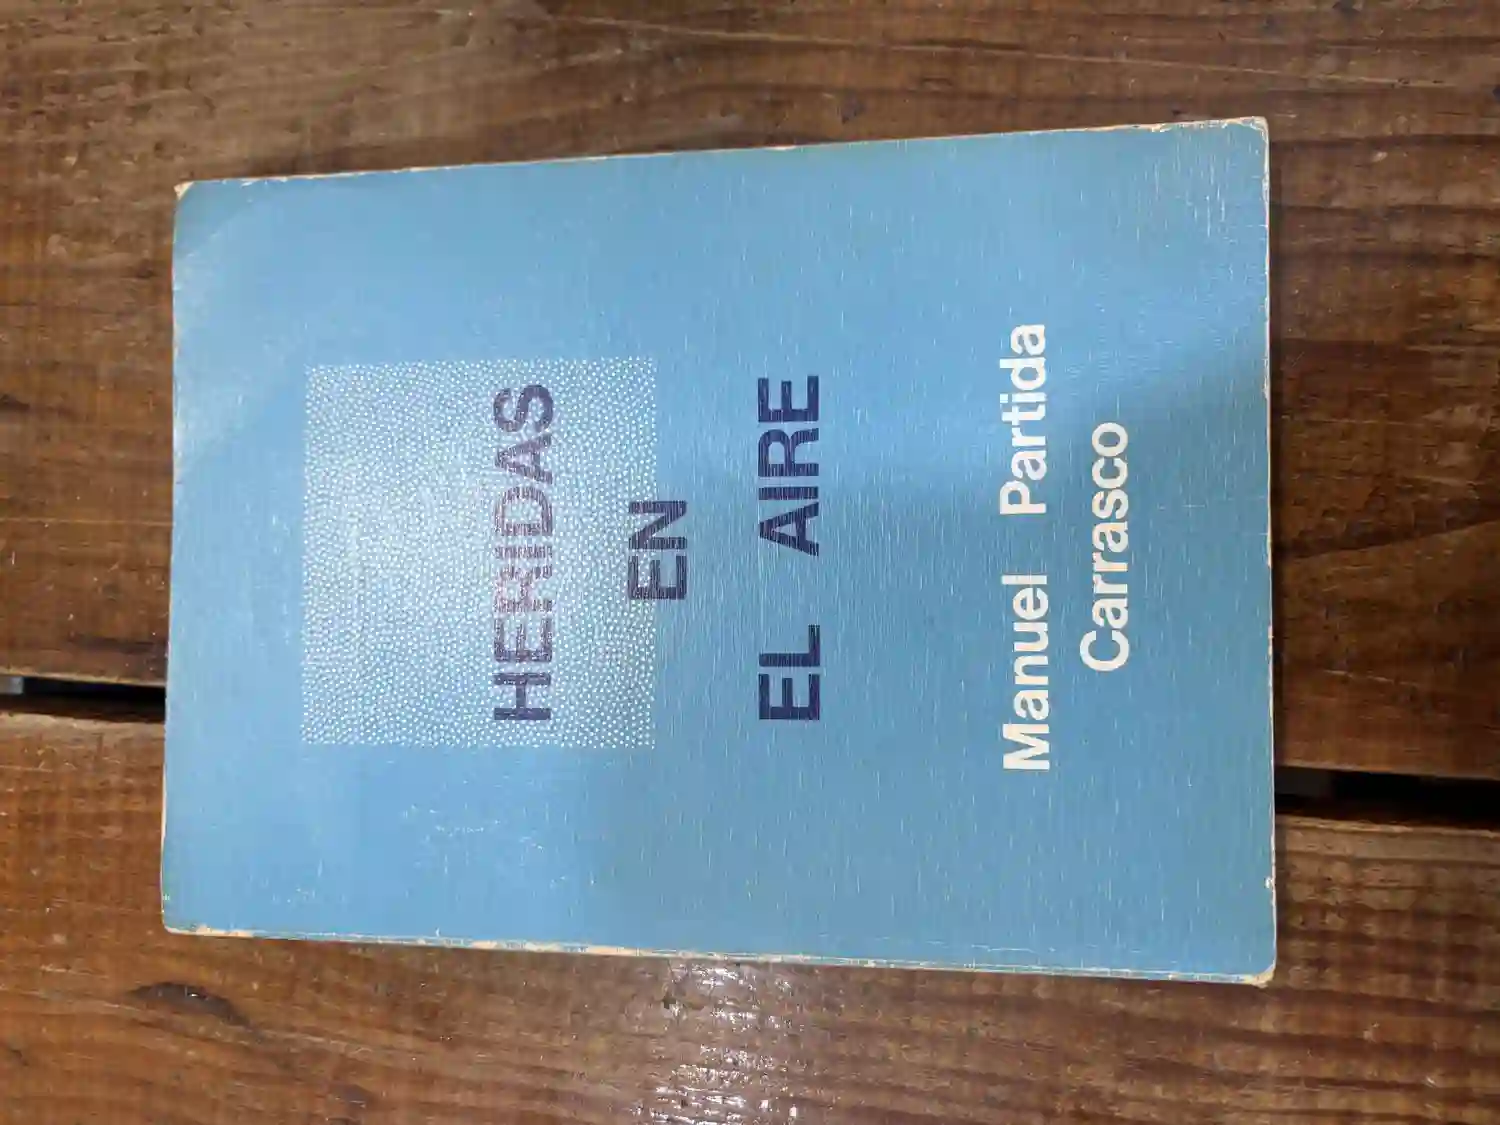 HERIDAS
EN
EL AIRE
Manuel Partida
Carrasco